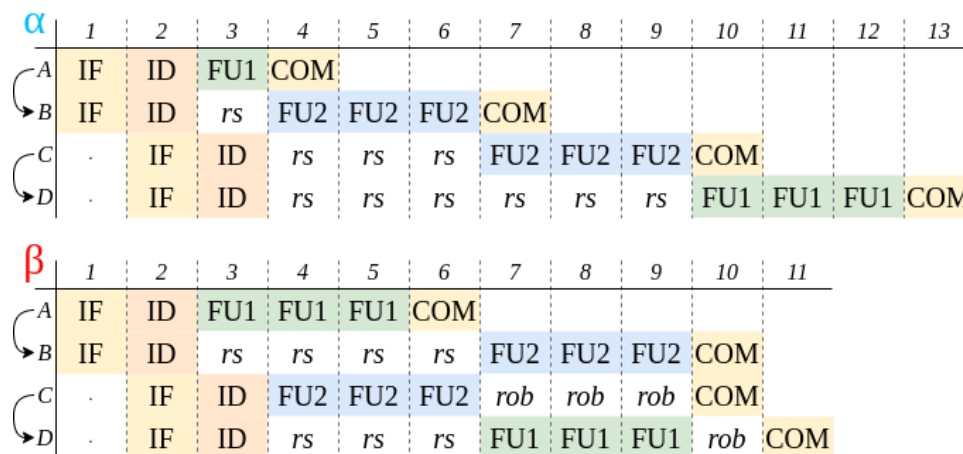 α 1 2 3 4 5 6 7 8 9 10 11 12 13
A IF ID FU1 COM
B IF ID rs FU2 FU2 FU2 COM
C . IF ID rs rs rs FU2 FU2 FU2 COM
D . IF ID rs rs rs rs rs rs FU1 FU1 FU1 COM
β 1 2 3 4 5 6 7 8 9 10 11
A IF ID FU1 FU1 FU1 COM
B IF ID rs rs rs rs FU2 FU2 FU2 COM
C . IF ID FU2 FU2 FU2 rob rob rob COM
D . IF ID rs rs rs FU1 FU1 FU1 rob COM